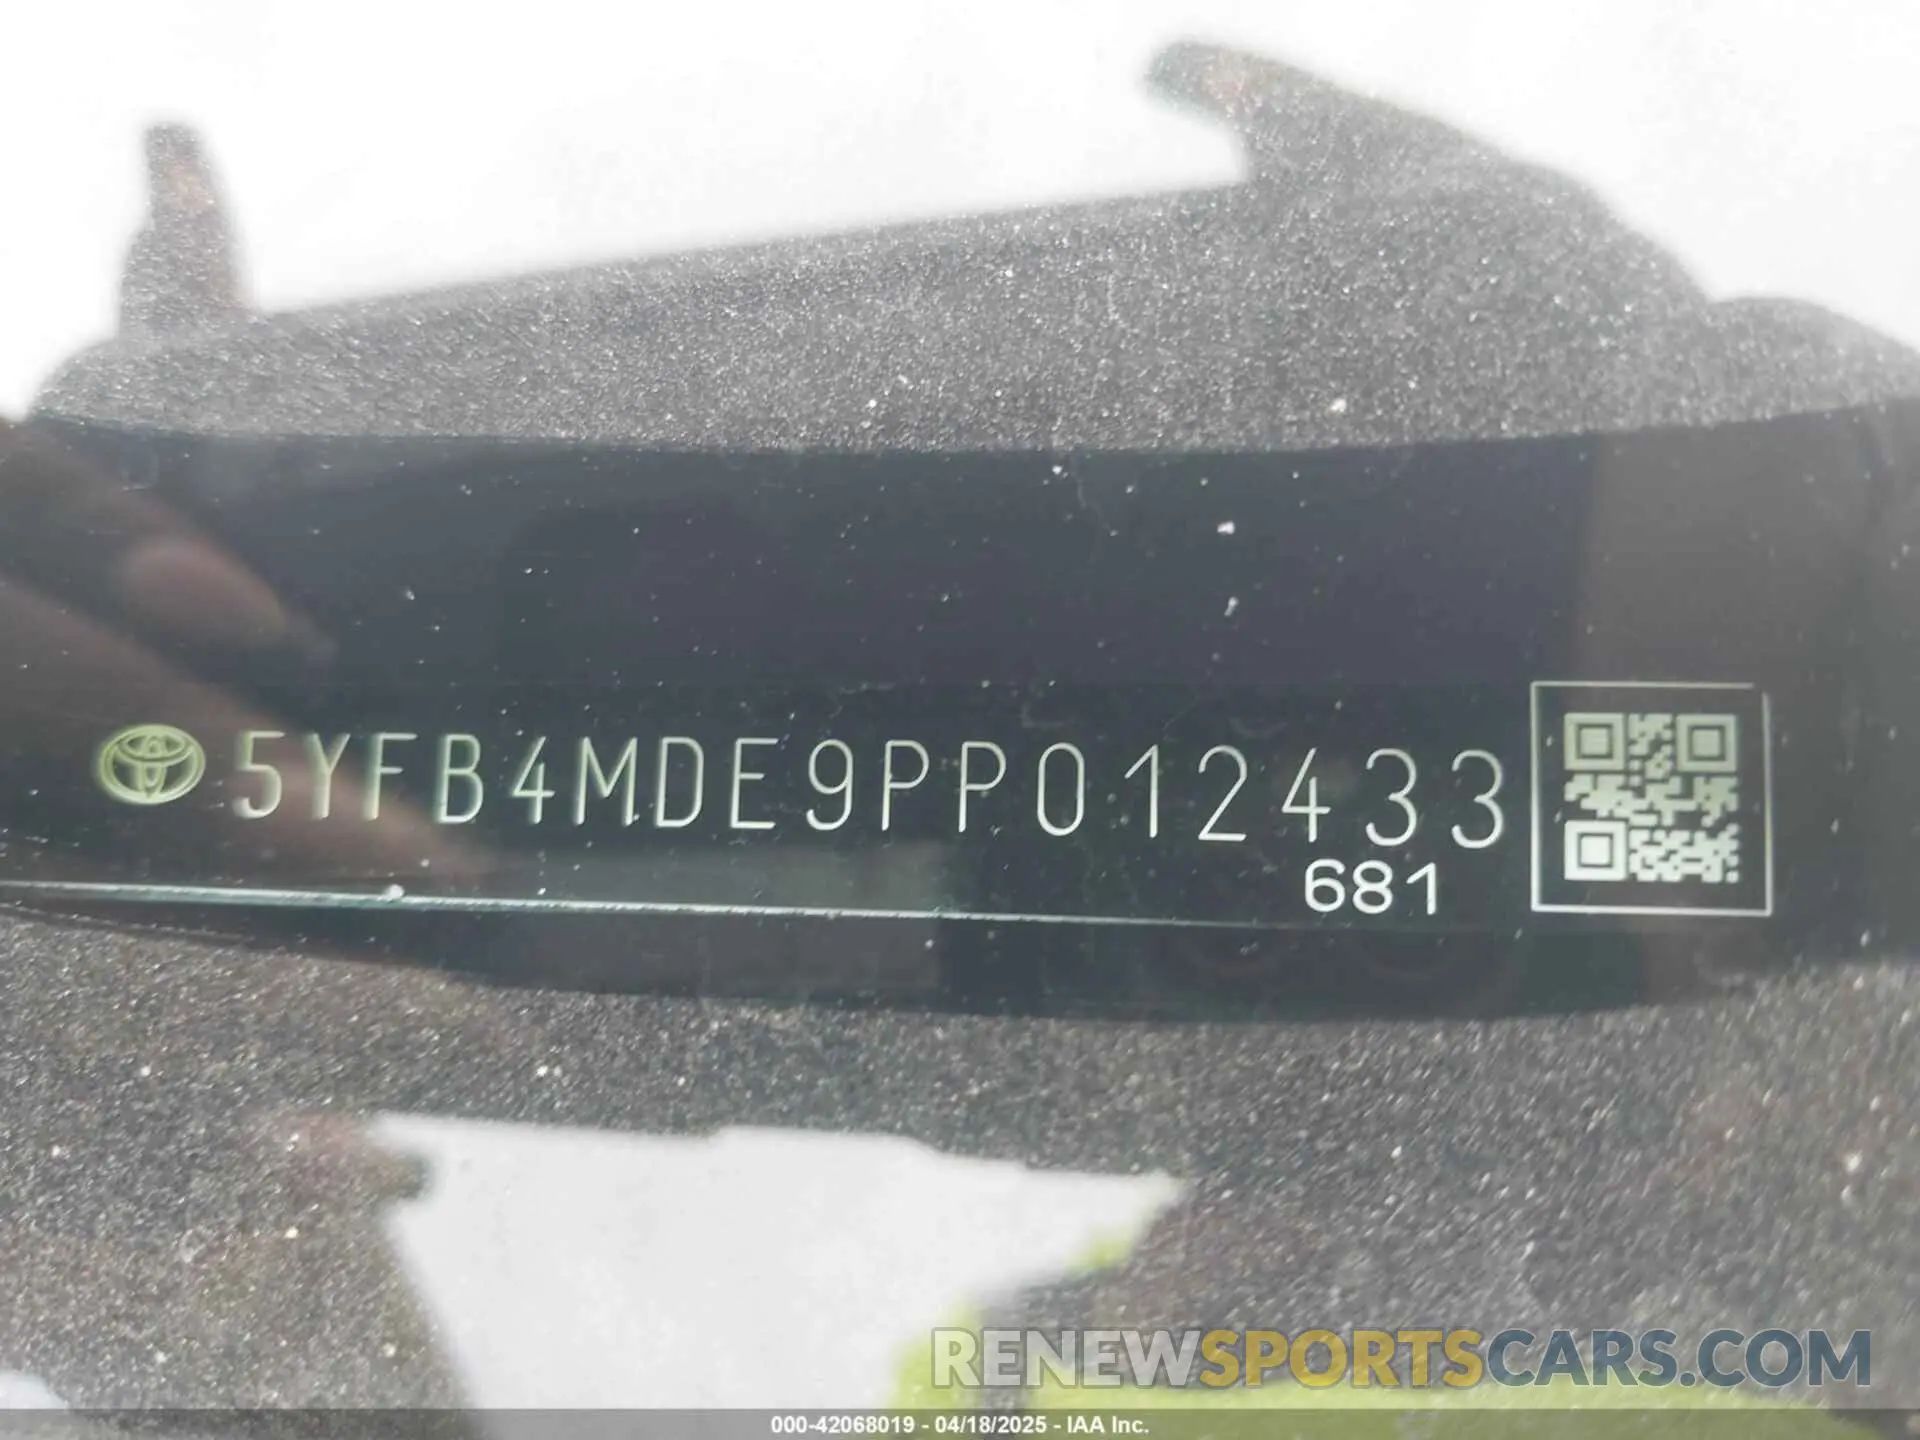 5YFB4MDE9PP012433
681
RENEWSPORTSCARS.COM
000-42068019 - 04/18/2025 - IAA Inc.